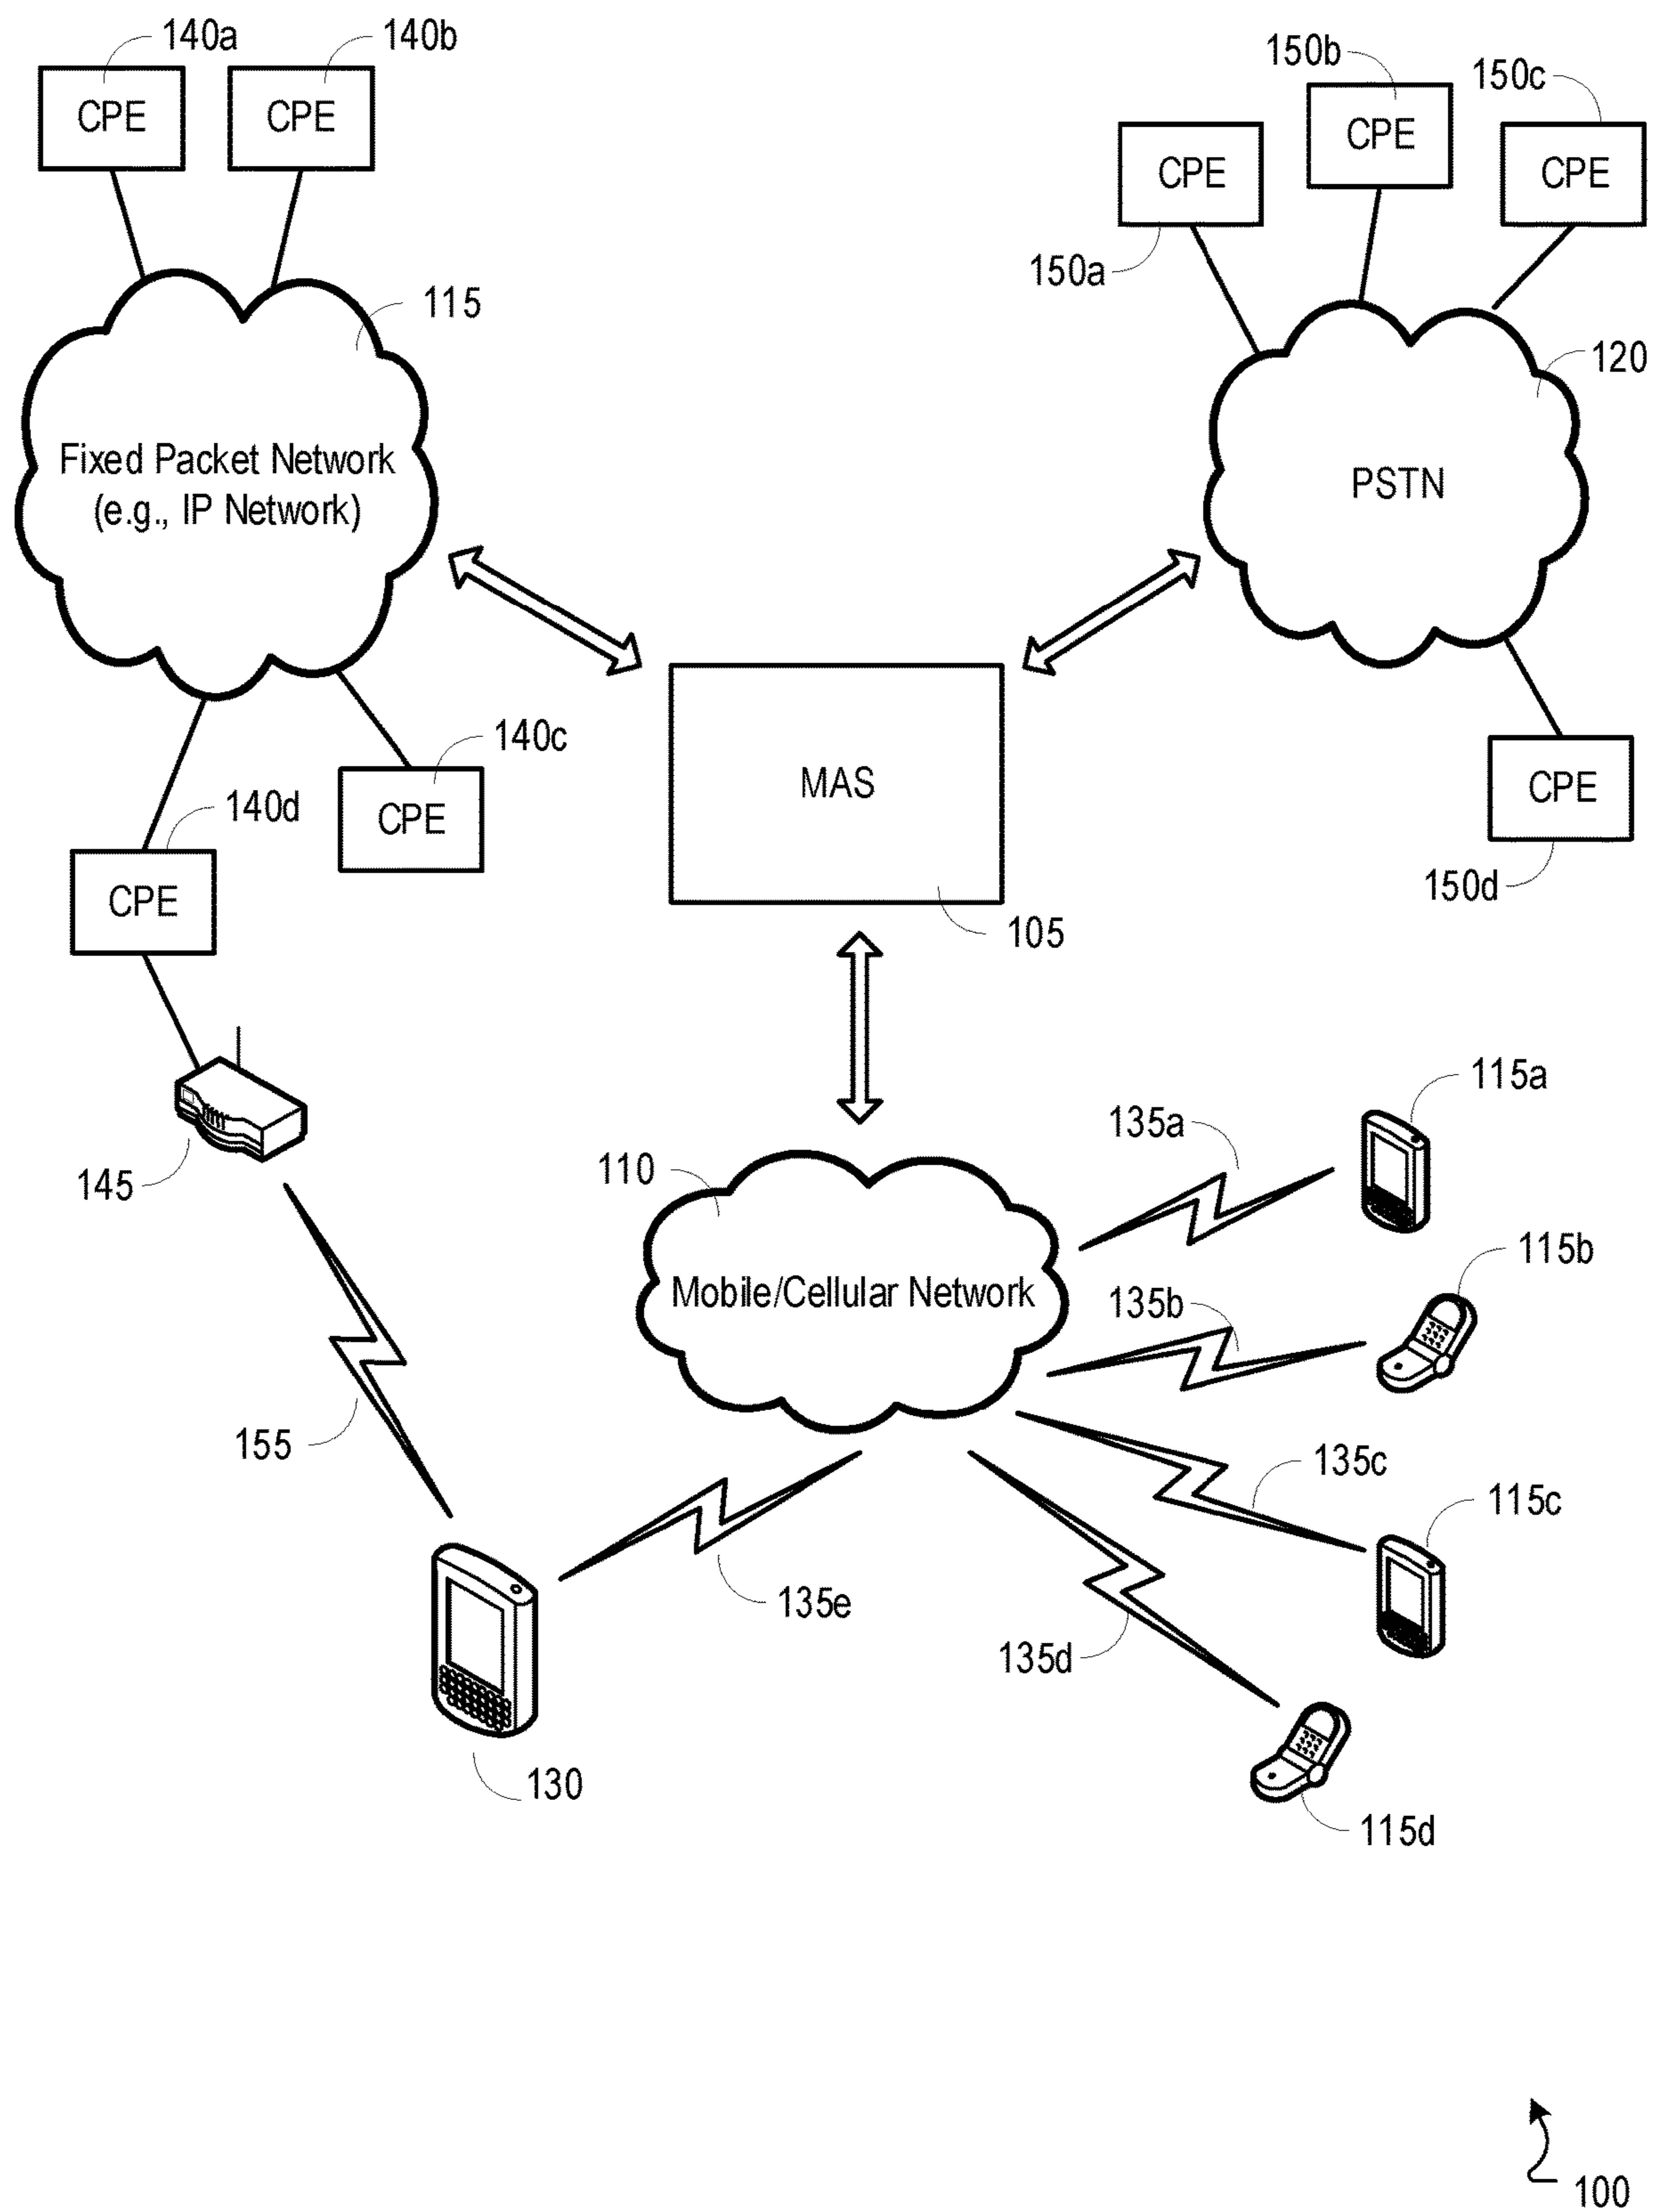 140a
140b
CPE
CPE
150b
150c
CPE
CPE
CPE
150a
115
120
Fixed Packet Network
(e.g., IP Network)
PSTN
140c
CPE
140d
CPE
MAS
105
CPE
150d
145
110
Mobile/Cellular Network
135a
115a
135b
115b
155
135c
115c
135e
135d
130
115d
100